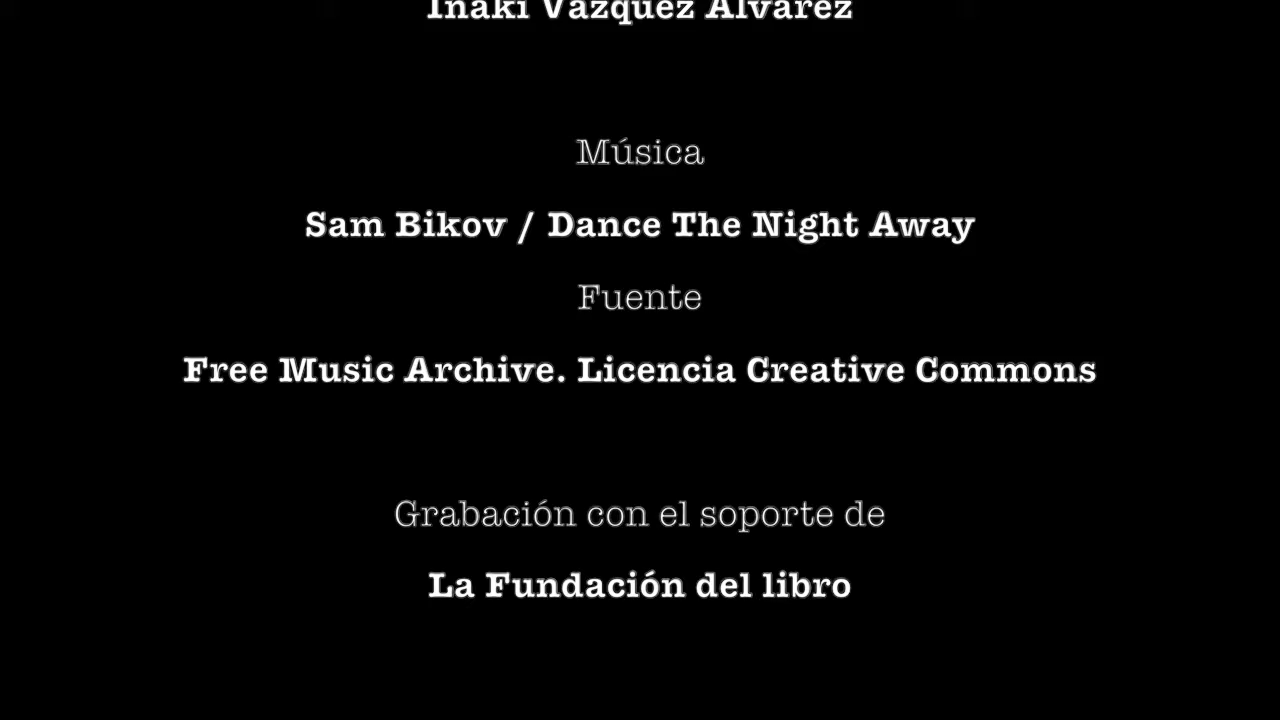 Iñaki Vázquez Álvarez
Música
Sam Bikov / Dance The Night Away
Fuente
Free Music Archive. Licencia Creative Commons
Grabación con el soporte de
La Fundación del libro